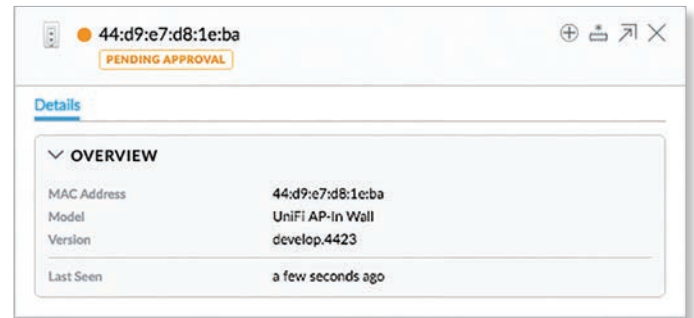 44:d9:e7:d8:1e:ba
PENDING APPROVAL
Details
OVERVIEW
MAC Address 44:d9:e7:d8:1e:ba
Model UniFi AP-In Wall
Version develop.4423
Last Seen a few seconds ago